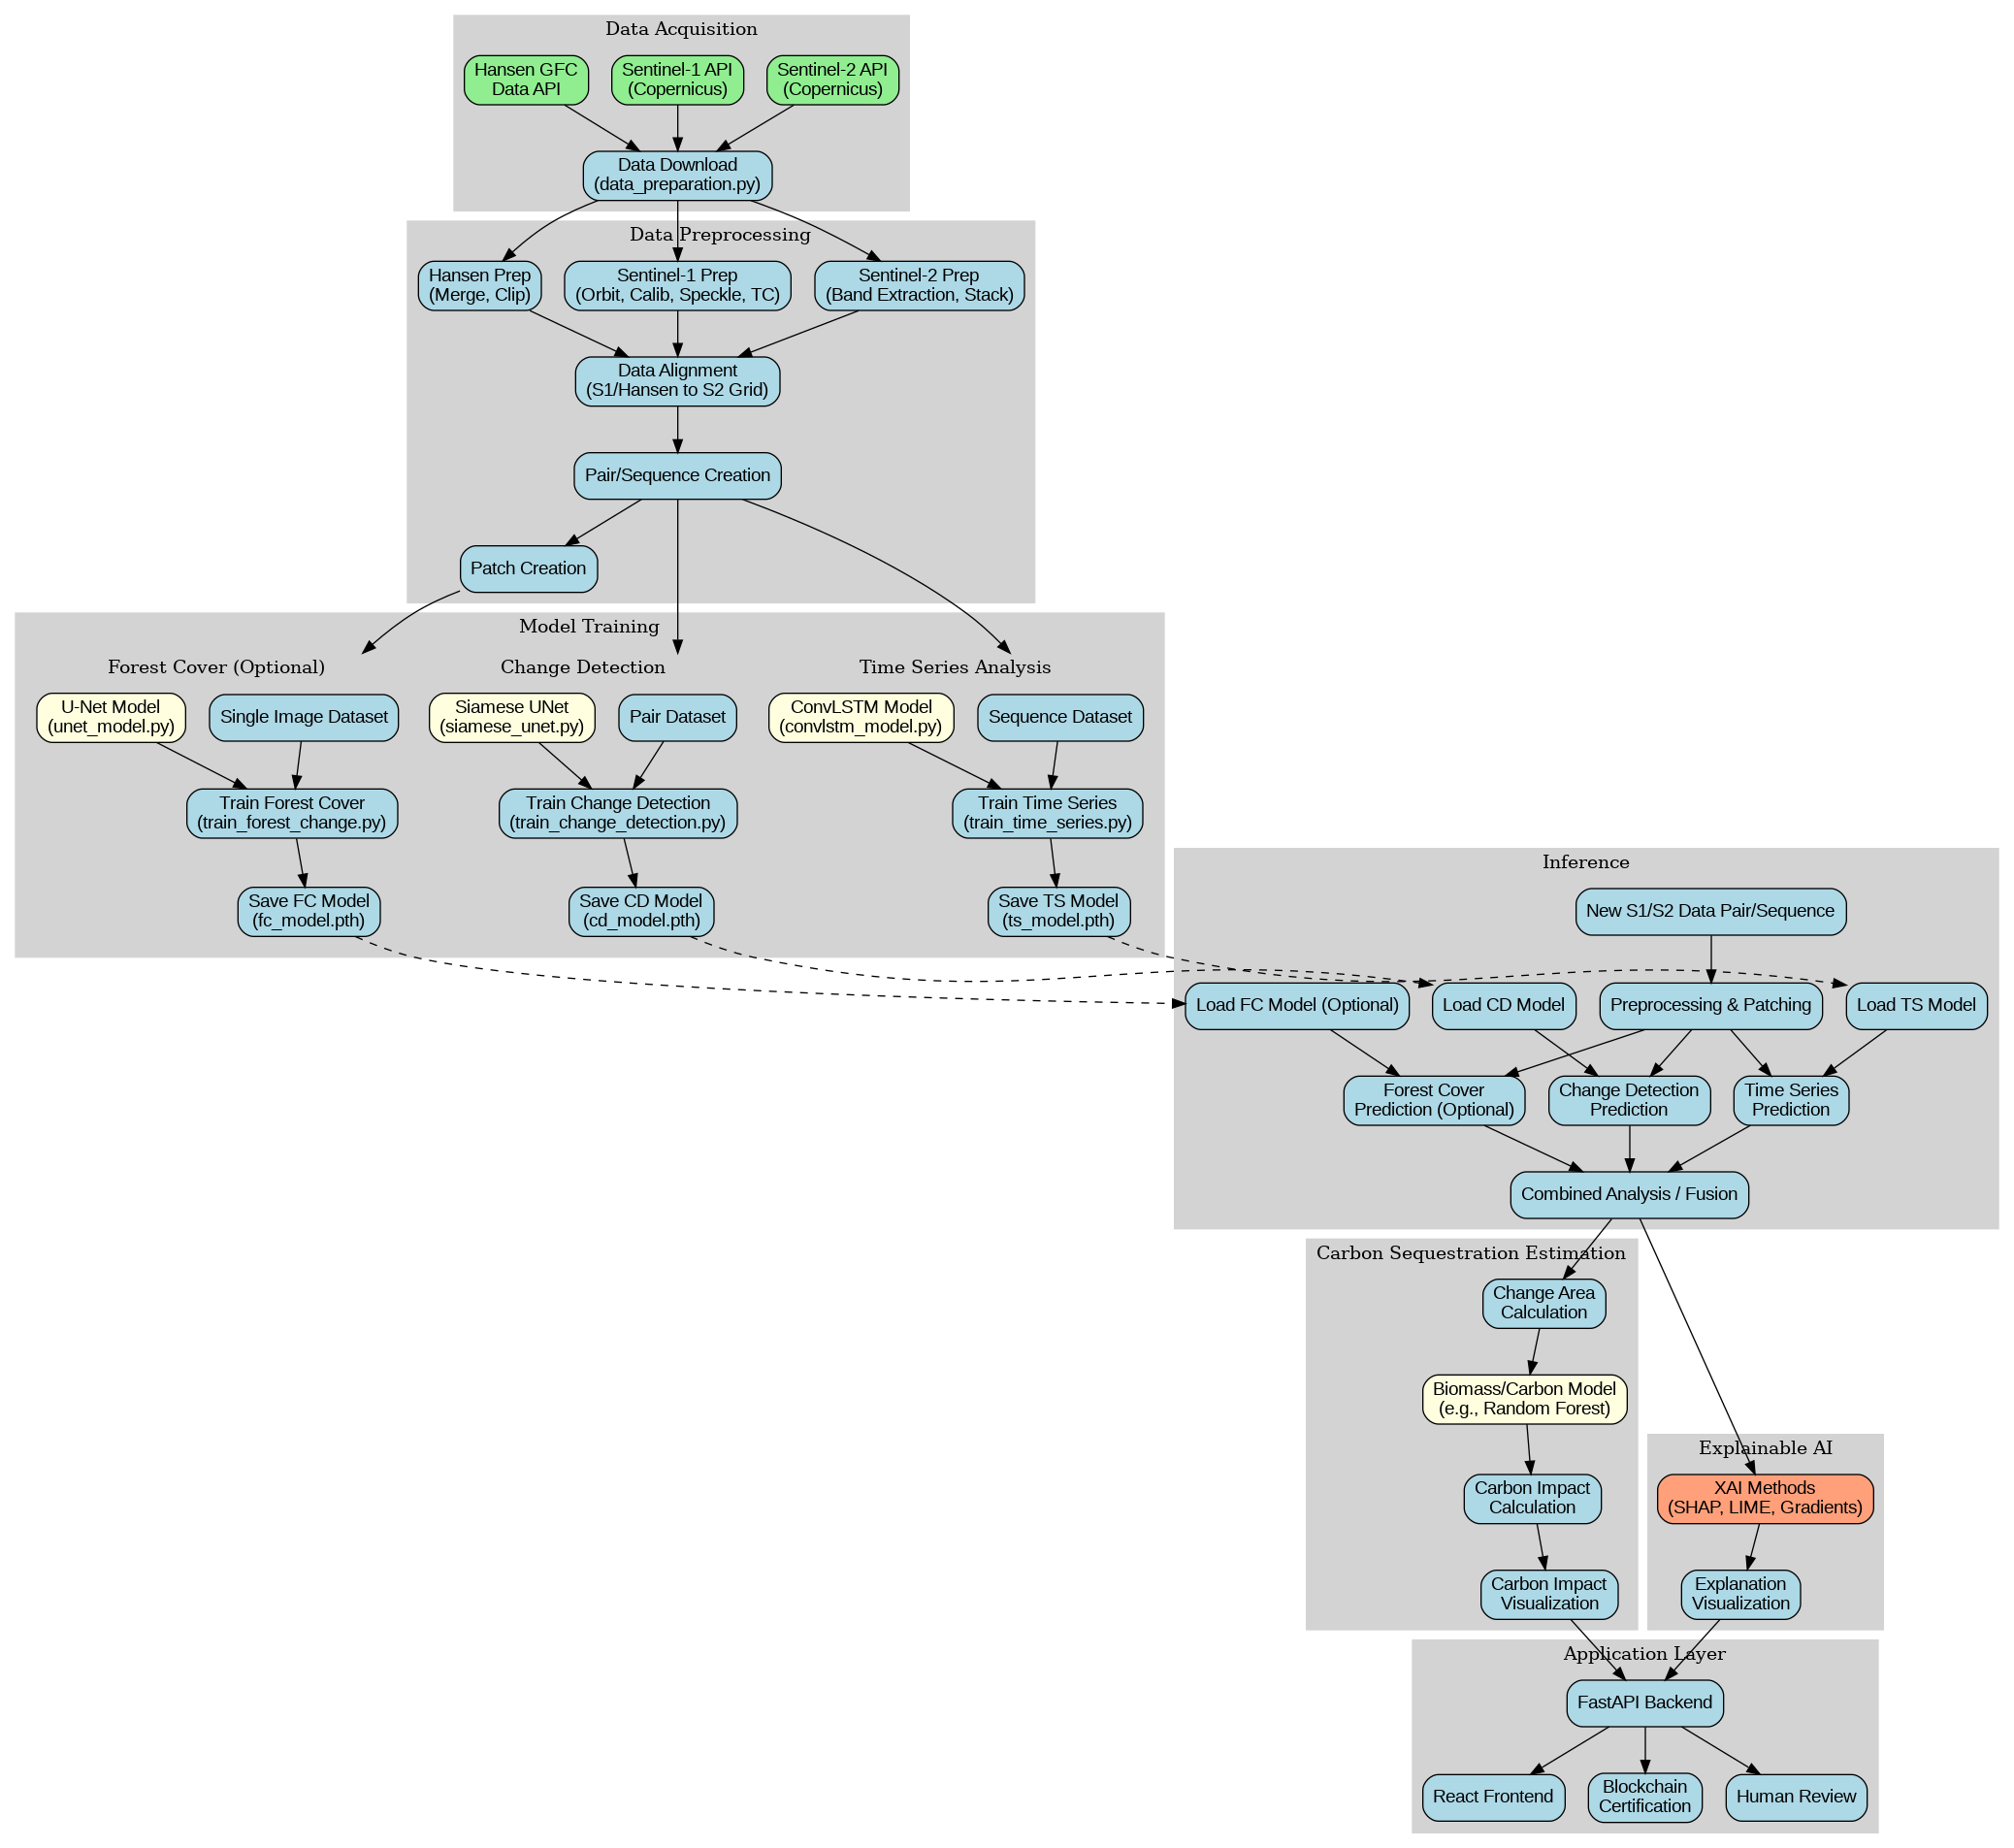 Data Acquisition
Hansen GFC
Data API
Sentinel-1 API
(Copernicus)
Sentinel-2 API
(Copernicus)
Data Download
(data_preparation.py)
Data Preprocessing
Hansen Prep
(Merge, Clip)
Sentinel-1 Prep
(Orbit, Calib, Speckle, TC)
Sentinel-2 Prep
(Band Extraction, Stack)
Data Alignment
(S1/Hansen to S2 Grid)
Pair/Sequence Creation
Patch Creation
Model Training
Forest Cover (Optional)
Change Detection
Time Series Analysis
U-Net Model
(unet_model.py)
Single Image Dataset
Siamese UNet
(siamese_unet.py)
Pair Dataset
ConvLSTM Model
(convlstm_model.py)
Sequence Dataset
Train Forest Cover
(train_forest_change.py)
Train Change Detection
(train_change_detection.py)
Train Time Series
(train_time_series.py)
Save FC Model
(fc_model.pth)
Save CD Model
(cd_model.pth)
Save TS Model
(ts_model.pth)
Inference
New S1/S2 Data Pair/Sequence
Load FC Model (Optional)
Load CD Model
Preprocessing & Patching
Load TS Model
Forest Cover
Prediction (Optional)
Change Detection
Prediction
Time Series
Prediction
Combined Analysis / Fusion
Carbon Sequestration Estimation
Change Area
Calculation
Biomass/Carbon Model
(e.g., Random Forest)
Carbon Impact
Calculation
Carbon Impact
Visualization
Explainable AI
XAI Methods
(SHAP, LIME, Gradients)
Explanation
Visualization
Application Layer
FastAPI Backend
React Frontend
Blockchain
Certification
Human Review